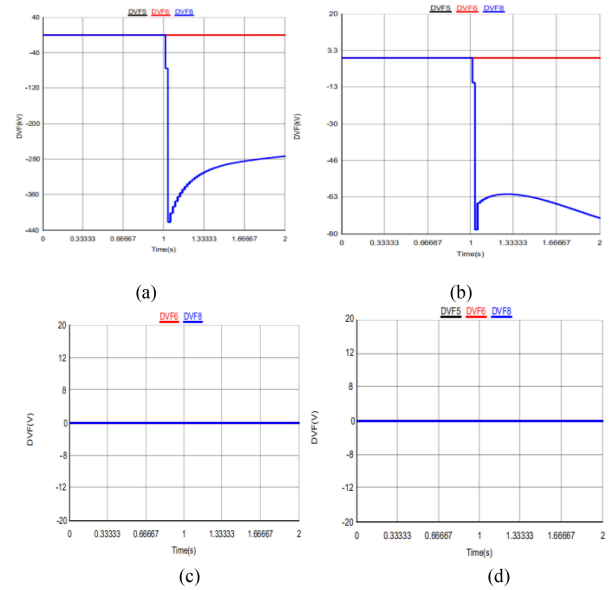 DVF5 DVF6 DVF8
40
-40
-120
-200
-280
-360
-440
DVF(kV)
0 0.33333 0.66667 1 1.33333 1.66667 2
Time(s)
(a)
DVF5 DVF6 DVF8
20
3.3
-13
-30
-46
-63
-80
DVF(kV)
0 0.33333 0.66667 1 1.33333 1.66667 2
Time(s)
(b)
DVF6 DVF8
20
12
8
0
-8
-12
-20
DVF(V)
0 0.33333 0.66667 1 1.33333 1.66667 2
Time(s)
(c)
DVF5 DVF6 DVF8
20
12
8
0
-8
-12
-20
DVF(V)
0 0.33333 0.66667 1 1.33333 1.66667 2
Time(s)
(d)